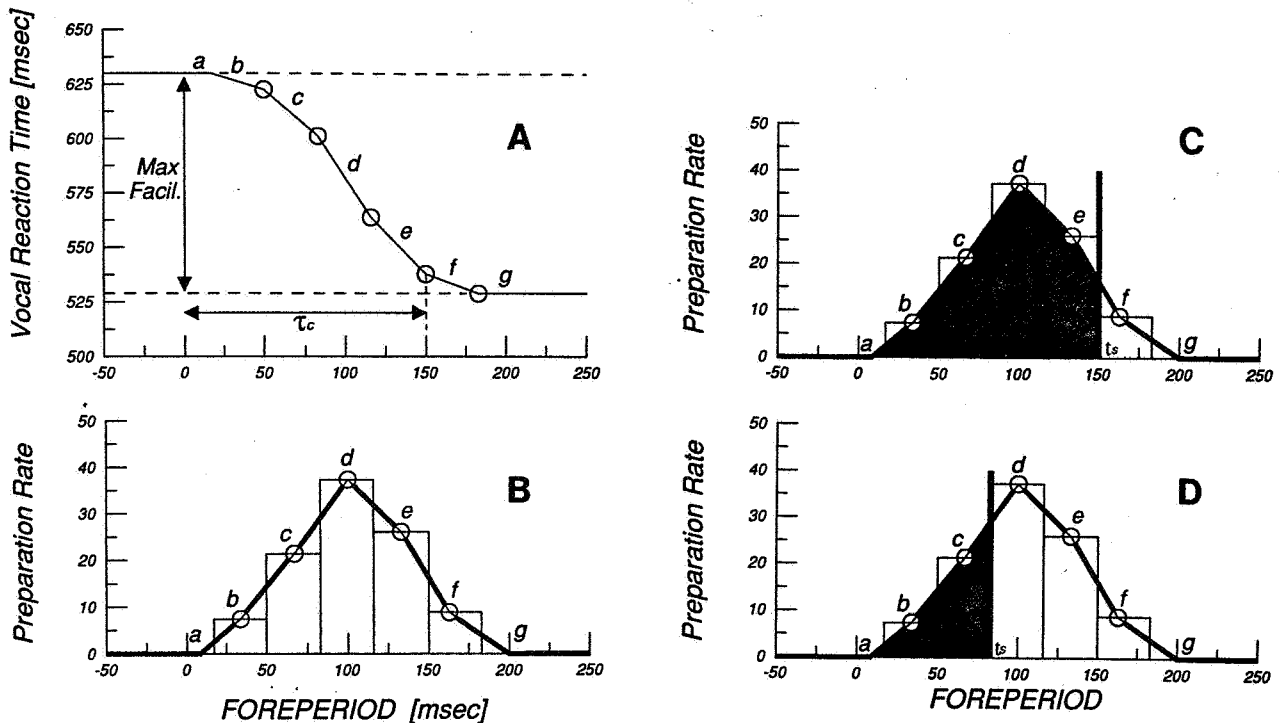 Vocal Reaction Time [msec]
650
625
600
575
550
525
500
a
b
c
d
e
f
g
A
Max
Facil.
τc
-50
0
50
100
150
200
250
Preparation Rate
50
40
30
20
10
0
a
b
c
d
e
f
g
B
-50
0
50
100
150
200
250
FOREPERIOD [msec]
Preparation Rate
50
40
30
20
10
0
a
b
c
d
e
f
g
ts
C
-50
0
50
100
150
200
250
Preparation Rate
50
40
30
20
10
0
a
b
c
d
e
f
g
ts
D
-50
0
50
100
150
200
250
FOREPERIOD